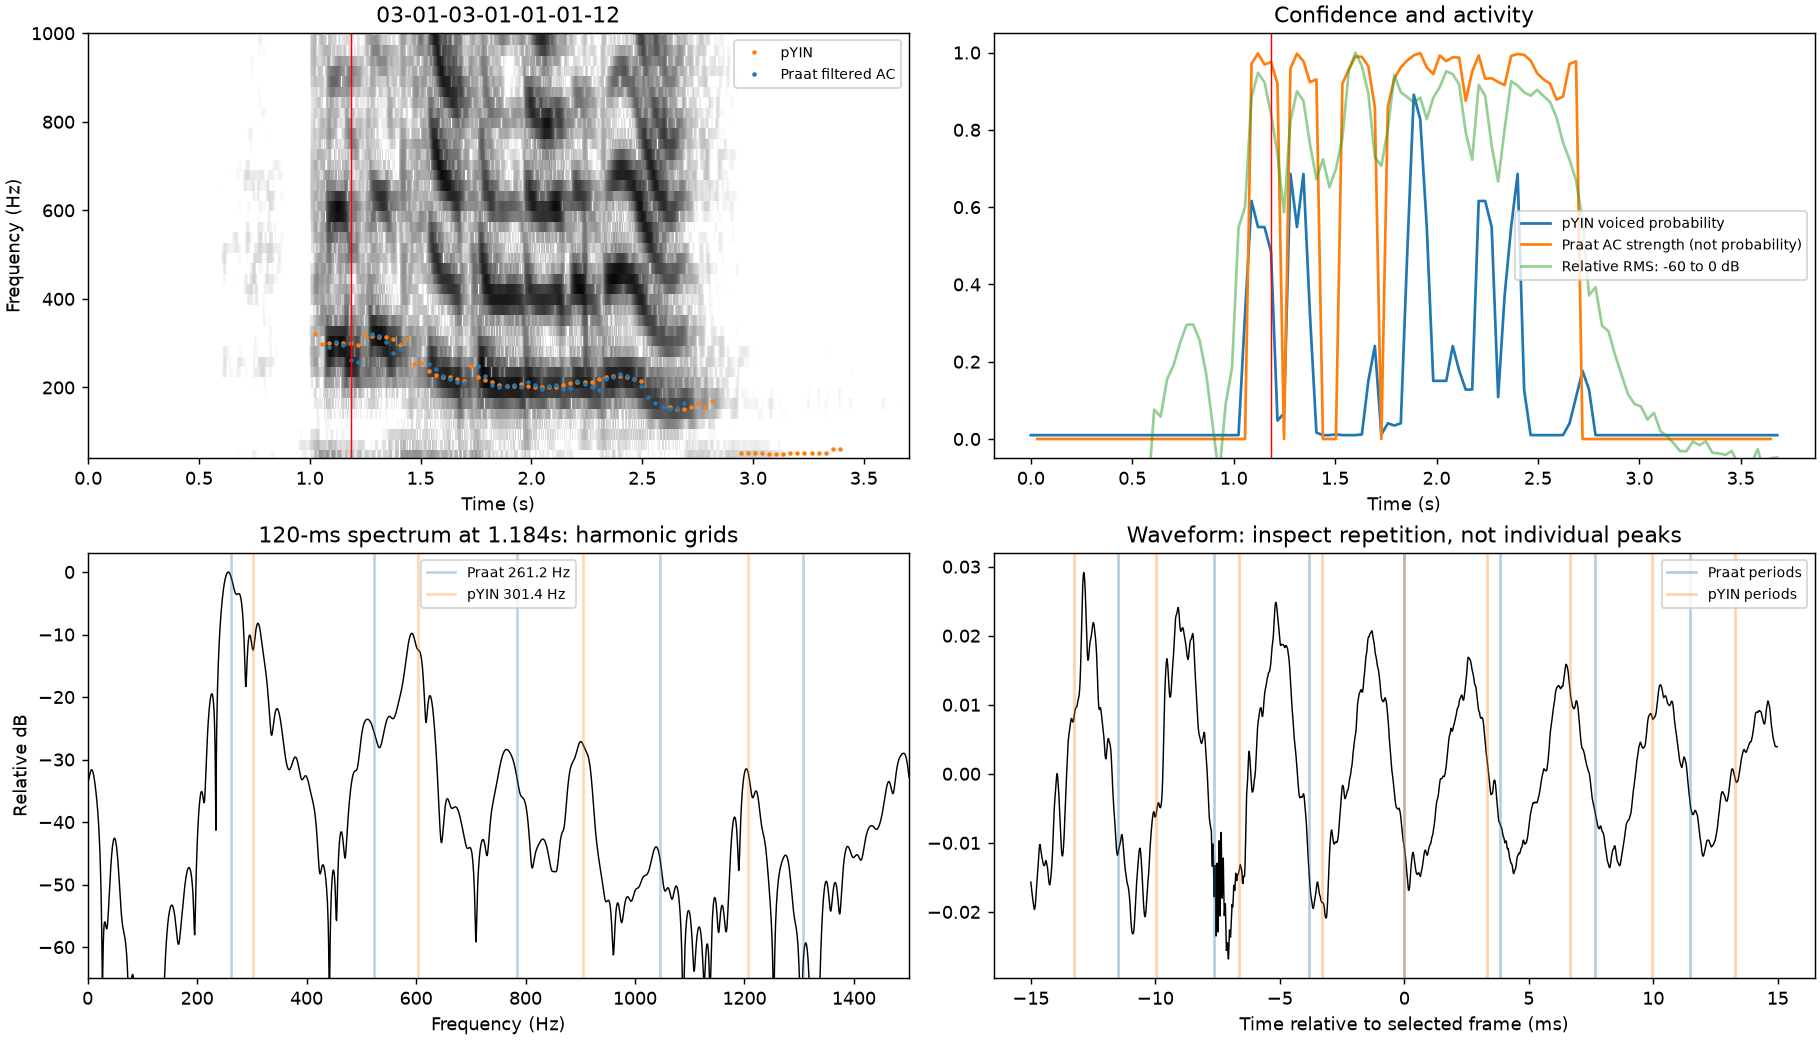 03-01-03-01-01-01-12
Frequency (Hz)
1000
800
600
400
200
pYIN
Praat filtered AC
0.0 0.5 1.0 1.5 2.0 2.5 3.0 3.5
Time (s)
Confidence and activity
1.0
0.8
0.6
0.4
0.2
0.0
pYIN voiced probability
Praat AC strength (not probability)
Relative RMS: -60 to 0 dB
0.0 0.5 1.0 1.5 2.0 2.5 3.0 3.5
Time (s)
120-ms spectrum at 1.184s: harmonic grids
Relative dB
0
−10
−20
−30
−40
−50
−60
Praat 261.2 Hz
pYIN 301.4 Hz
0 200 400 600 800 1000 1200 1400
Frequency (Hz)
Waveform: inspect repetition, not individual peaks
0.03
0.02
0.01
0.00
−0.01
−0.02
Praat periods
pYIN periods
−15 −10 −5 0 5 10 15
Time relative to selected frame (ms)